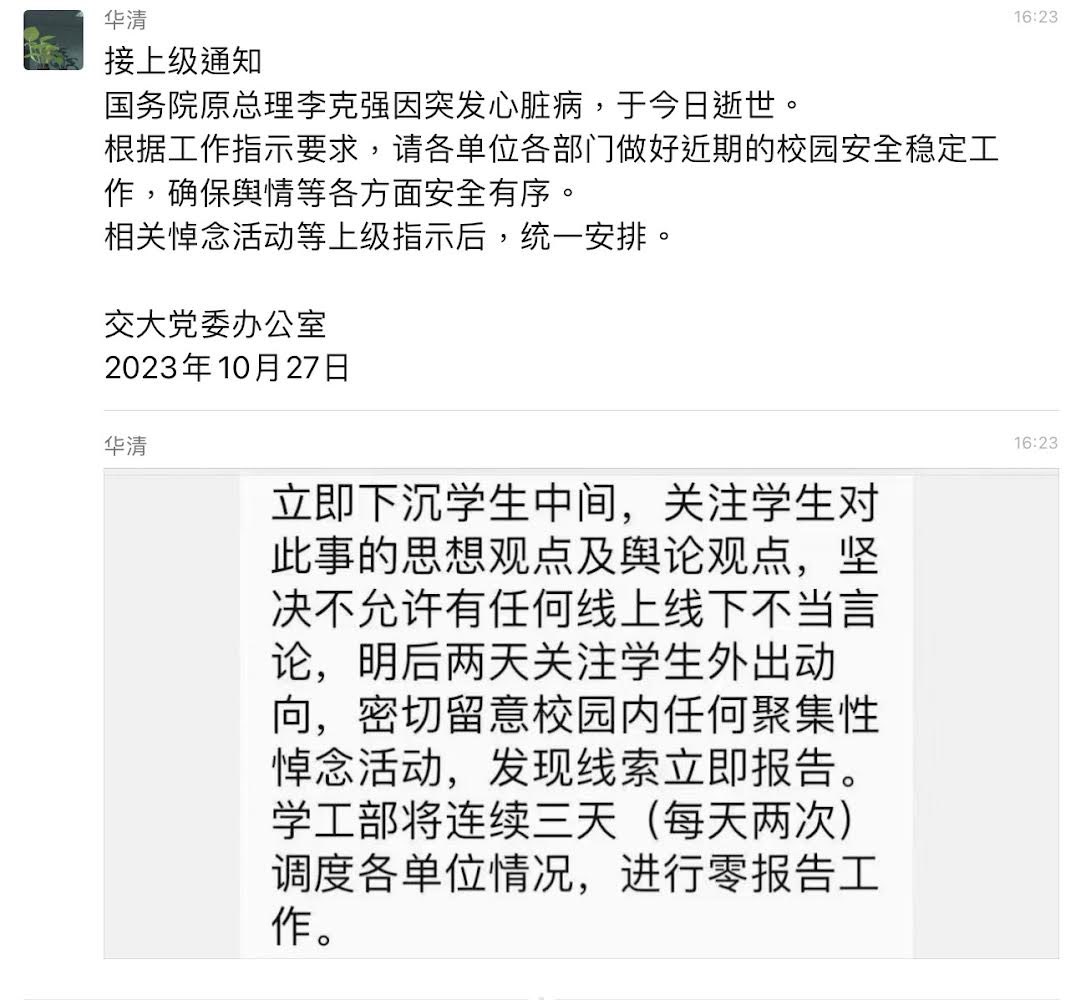 华清
16:23
接上级通知
国务院原总理李克强因突发心脏病，于今日逝世。
根据工作指示要求，请各单位各部门做好近期的校园安全稳定工
作，确保舆情等各方面安全有序。
相关悼念活动等上级指示后，统一安排。
交大党委办公室
2023年10月27日
华清
16:23
立即下沉学生中间，关注学生对
此事的思想观点及舆论观点，坚
决不允许有任何线上线下不当言
论，明后两天关注学生外出动
向，密切留意校园内任何聚集性
悼念活动，发现线索立即报告。
学工部将连续三天（每天两次）
调度各单位情况，进行零报告工
作。